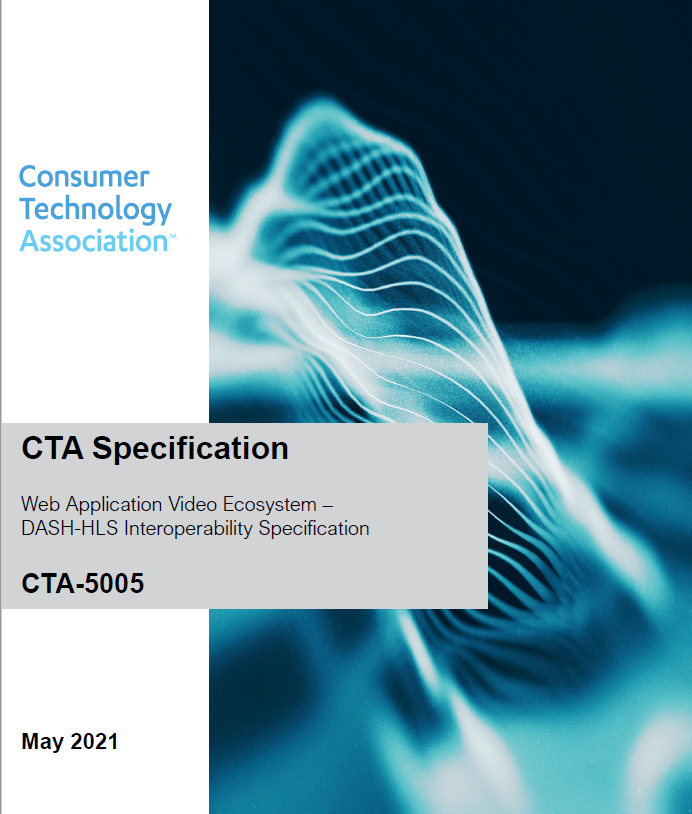 Consumer
Technology
Association™
CTA Specification
Web Application Video Ecosystem –
DASH-HLS Interoperability Specification
CTA-5005
May 2021